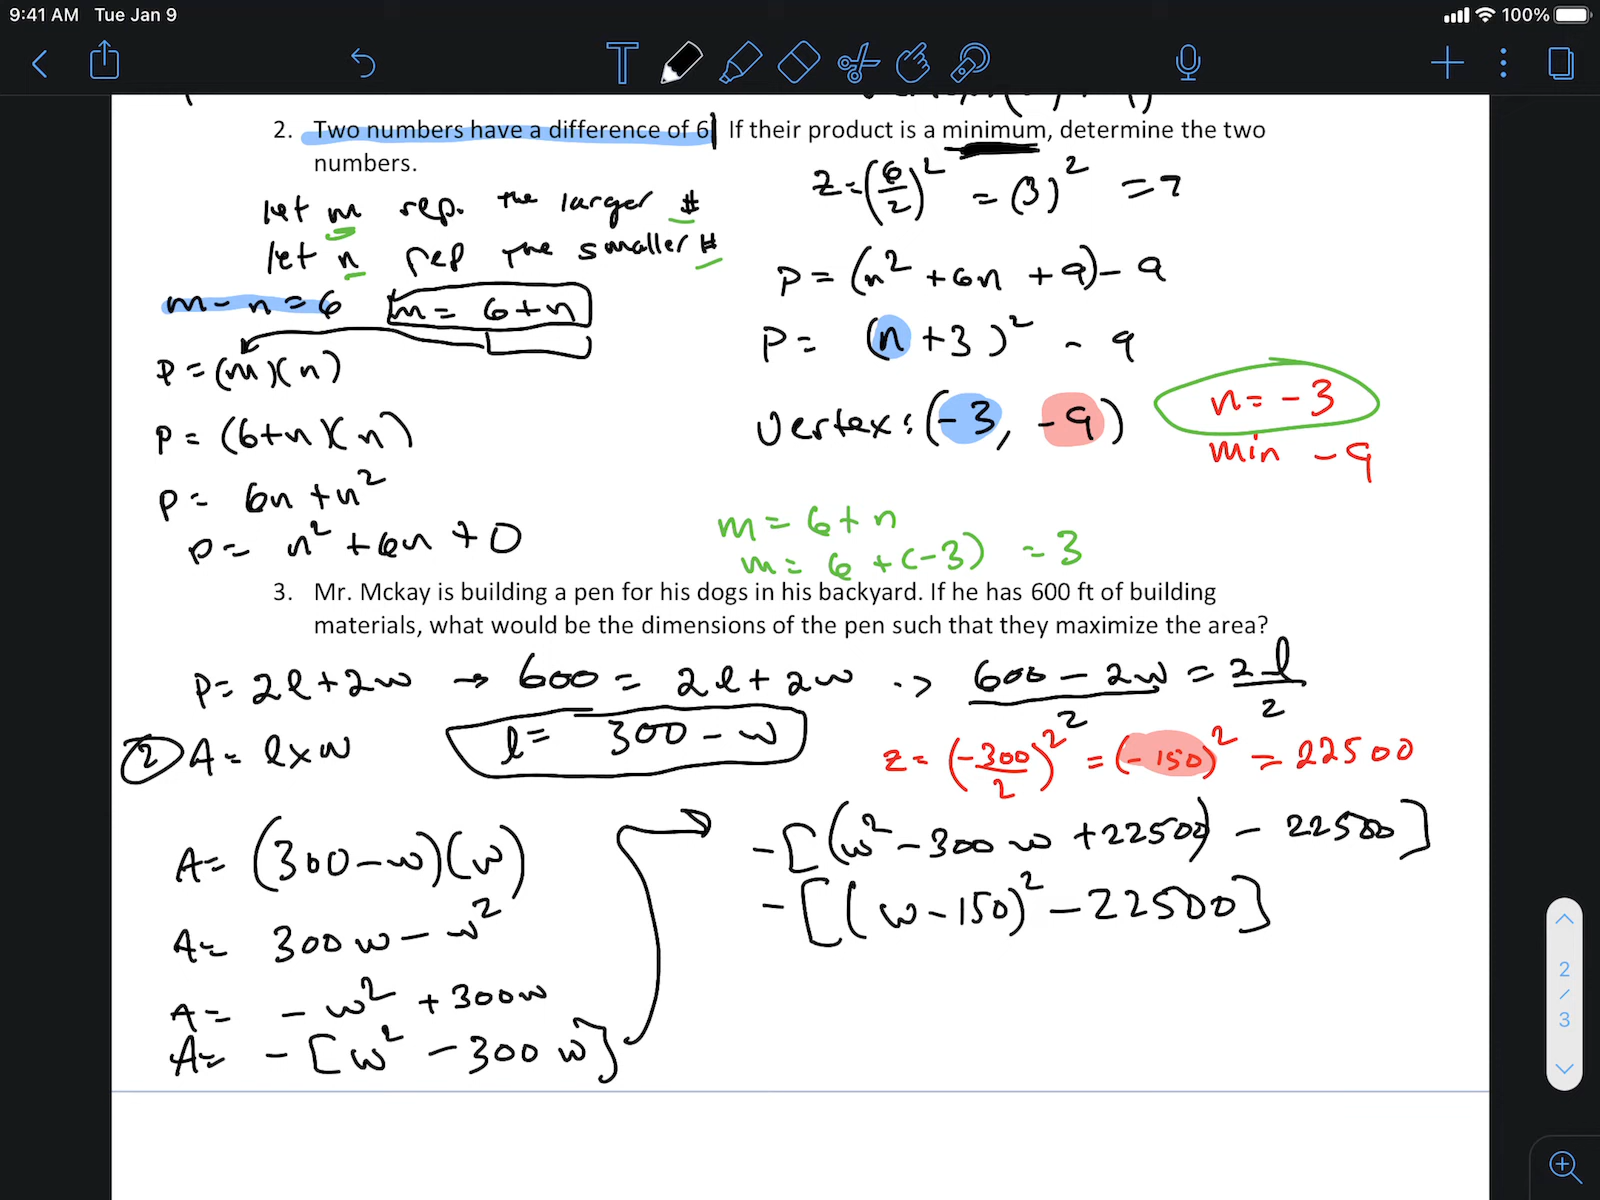 9:41 AM Tue Jan 9
100%
2. Two numbers have a difference of 6. If their product is a minimum, determine the two
numbers.
let m rep. the larger #
let n rep the smaller #
m - n = 6 m = 6+n
P = (m)(n)
P = (6+n)(n)
P = 6n + n²
P = n² + 6n + 0
z = (6/2)² = (3)² = 9
P = (n² + 6n + 9) - 9
P = (n + 3)² - 9
Vertex: (-3, -9)
n = -3
min -9
m = 6 + n
m = 6 + (-3) = 3
3. Mr. Mckay is building a pen for his dogs in his backyard. If he has 600 ft of building
materials, what would be the dimensions of the pen such that they maximize the area?
P = 2l + 2w → 600 = 2l + 2w -> 600 - 2w = 2l
2 2
② A = l x w
l = 300 - w
z = (-300/2)² = (-150)² = 22500
A = (300 - w)(w)
A = 300w - w²
A = - w² + 300w
A = - [w² - 300w]
- [(w² - 300w + 22500) - 22500]
- [(w - 150)² - 22500]
2
/
3